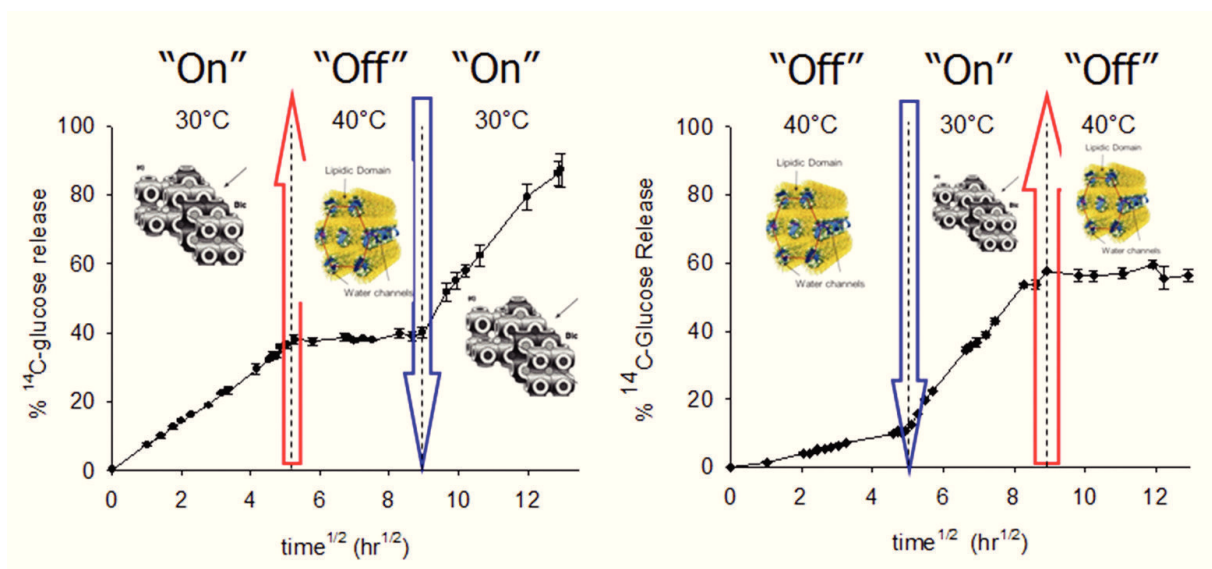 “On” “Off” “On”
30°C 40°C 30°C
100
80
60
40
20
0
% ¹⁴C-glucose release
Lipidic Domain
Water channels
Bic
Bic
0 2 4 6 8 10 12
time¹/² (hr¹/²)
“Off” “On” “Off”
40°C 30°C 40°C
100
80
60
40
20
0
% ¹⁴C-Glucose Release
Lipidic Domain
Water channels
Bic
Lipidic Domain
Water channels
0 2 4 6 8 10 12
time¹/² (hr¹/²)